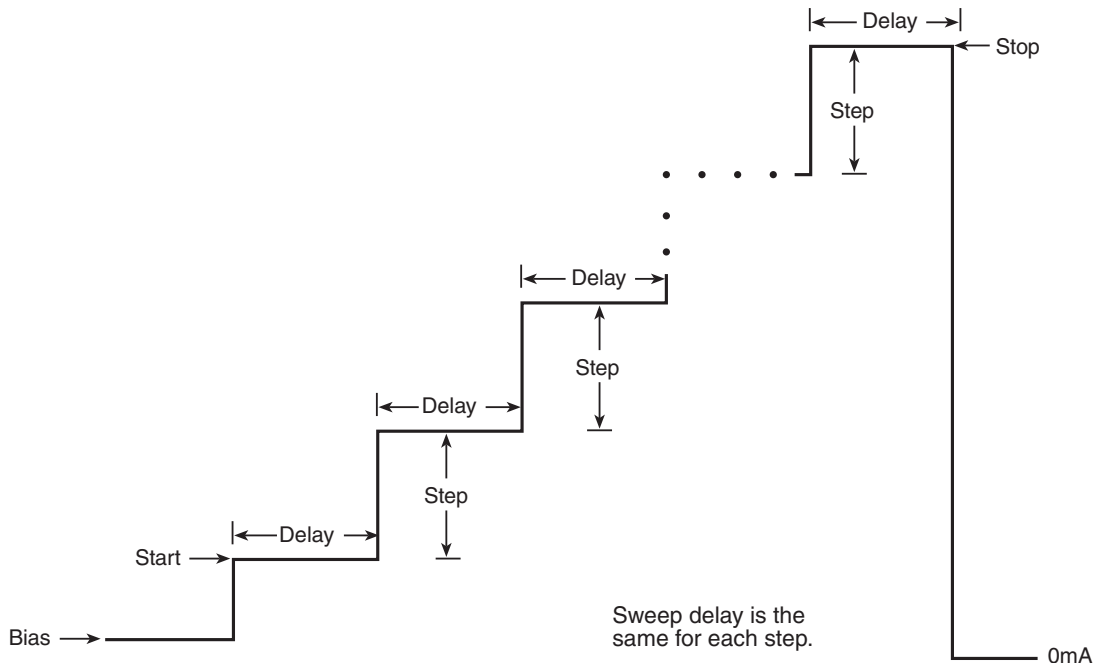 Delay
Stop
Step
Delay
Step
Delay
Step
Delay
Start
Sweep delay is the
same for each step.
Bias
0mA